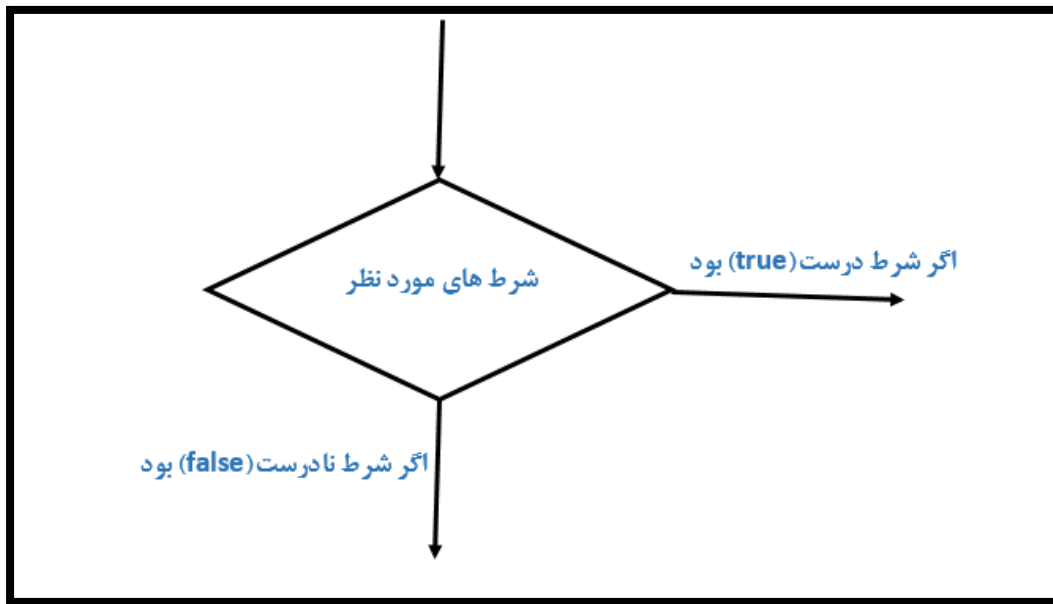 اگر شرط درست(true) بود
شرط های مورد نظر
اگر شرط نادرست(false) بود